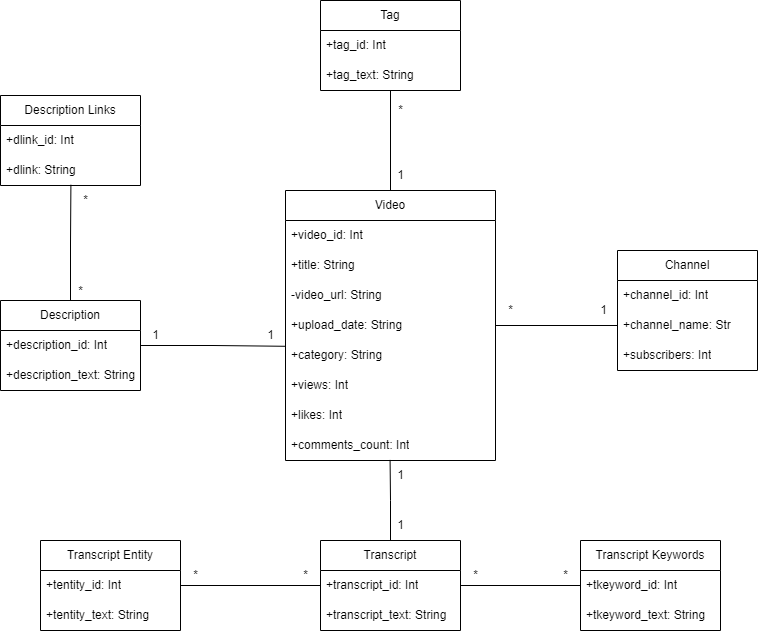 Tag
+tag_id: Int
+tag_text: String
*
1
Description Links
+dlink_id: Int
+dlink: String
*
*
Description
+description_id: Int
+description_text: String
1
1
Video
+video_id: Int
+title: String
-video_url: String
+upload_date: String
+category: String
+views: Int
+likes: Int
+comments_count: Int
*
1
Channel
+channel_id: Int
+channel_name: Str
+subscribers: Int
1
1
Transcript Entity
+tentity_id: Int
+tentity_text: String
*
*
Transcript
+transcript_id: Int
+transcript_text: String
*
*
Transcript Keywords
+tkeyword_id: Int
+tkeyword_text: String